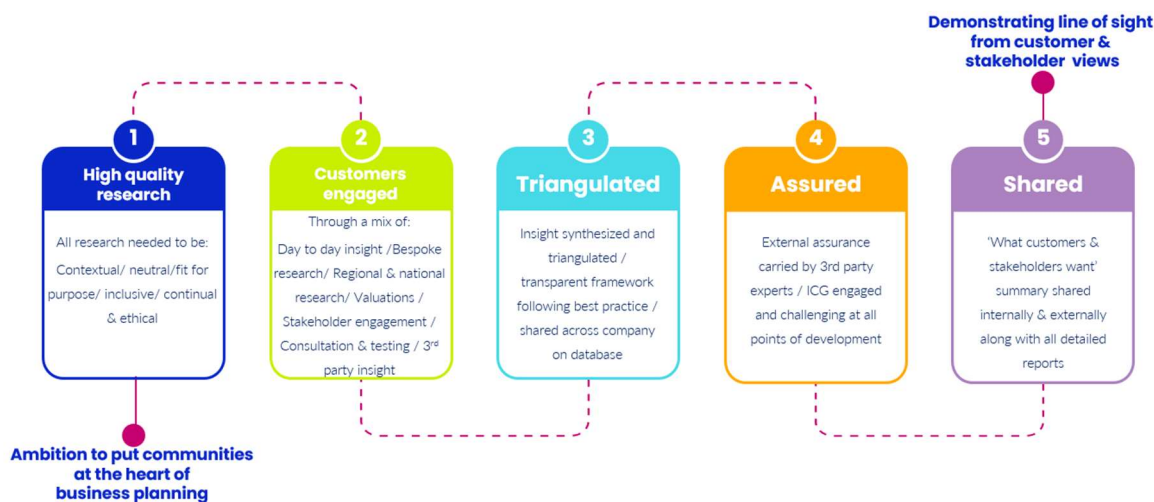 Demonstrating line of sight
from customer &
stakeholder views
1
High quality
research
All research needed to be:
Contextual/ neutral/fit for
purpose/ inclusive/ continual
& ethical
Ambition to put communities
at the heart of
business planning
2
Customers
engaged
Through a mix of:
Day to day insight /Bespoke
research/ Regional & national
research/ Valuations /
Stakeholder engagement /
Consultation & testing / 3rd
party insight
3
Triangulated
Insight synthesized and
triangulated /
transparent framework
following best practice /
shared across company
on database
4
Assured
External assurance
carried by 3rd party
experts / ICG engaged
and challenging at all
points of development
5
Shared
'What customers &
stakeholders want'
summary shared
internally & externally
along with all detailed
reports